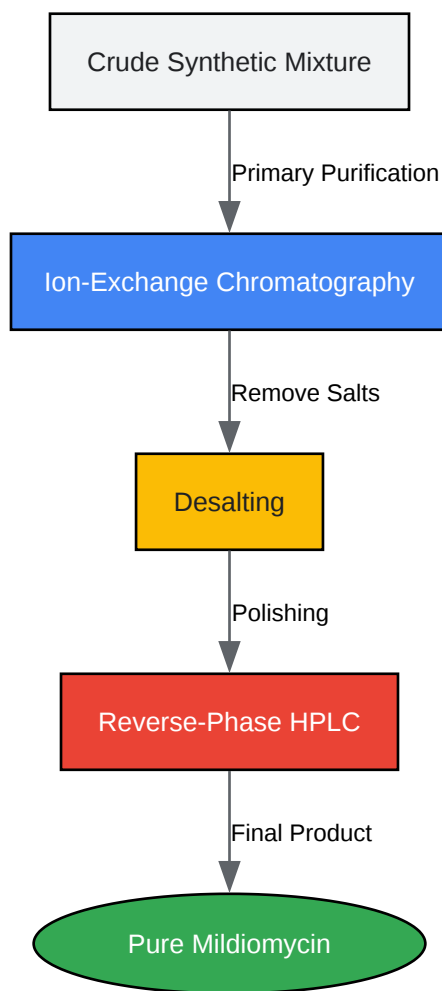 Crude Synthetic Mixture
Primary Purification
Ion-Exchange Chromatography
Remove Salts
Desalting
Polishing
Reverse-Phase HPLC
Final Product
Pure Mildiomycin